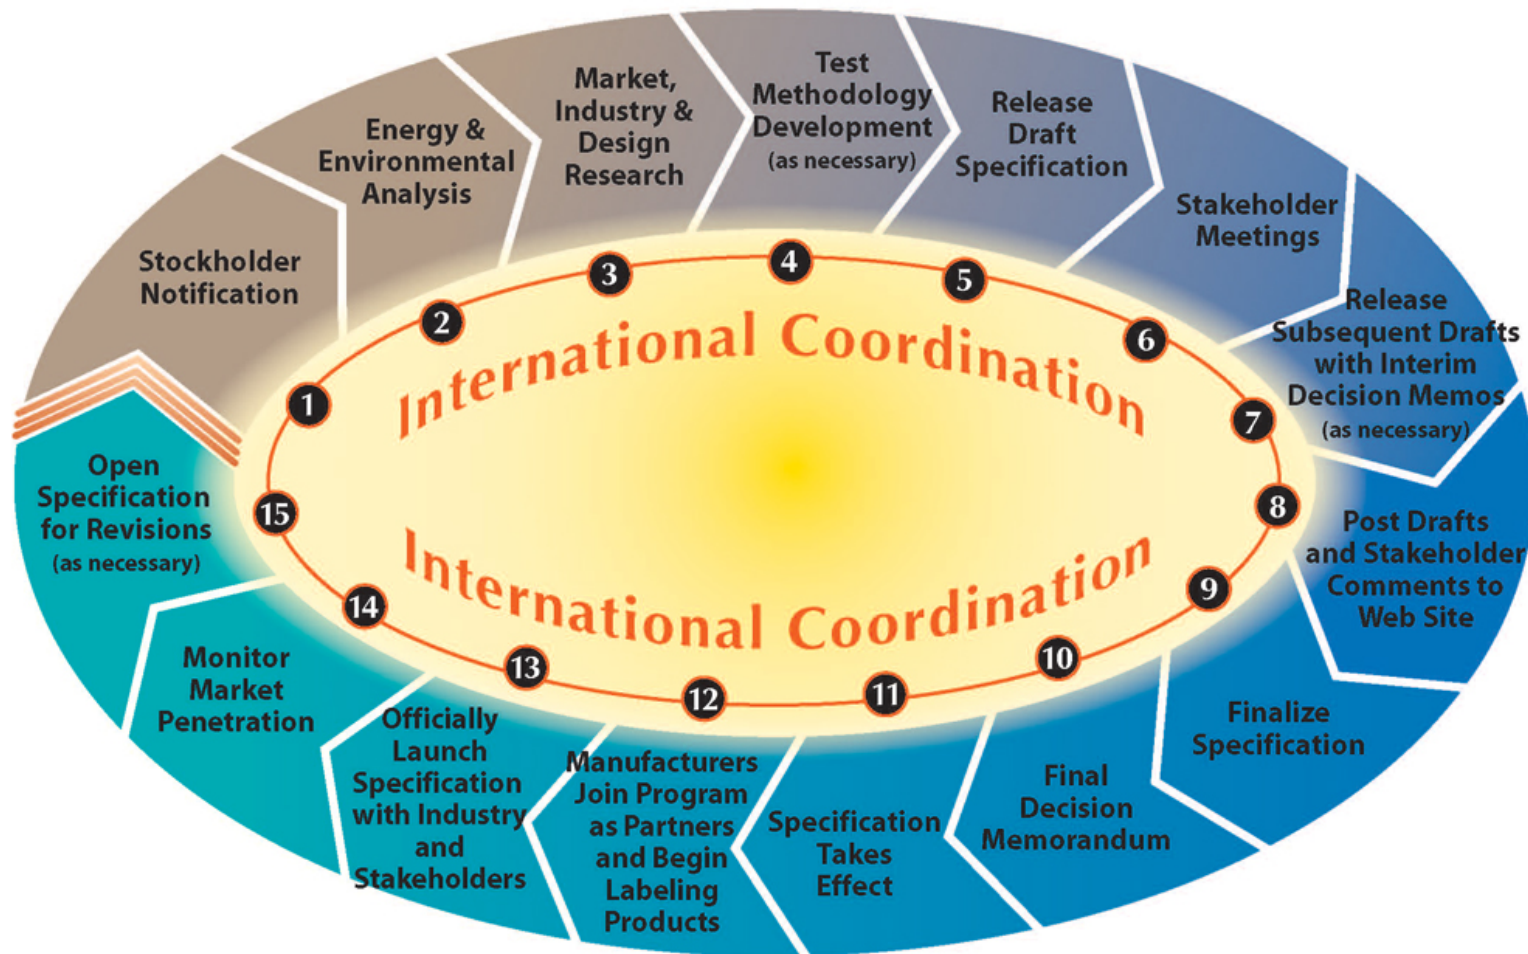 Stockholder
Notification
Energy &
Environmental
Analysis
Market,
Industry &
Design
Research
Test
Methodology
Development
(as necessary)
Release
Draft
Specification
Stakeholder
Meetings
Release
Subsequent Drafts
with Interim
Decision Memos
(as necessary)
Post Drafts
and Stakeholder
Comments to
Web Site
Finalize
Specification
Final
Decision
Memorandum
Specification
Takes
Effect
Manufacturers
Join Program
as Partners
and Begin
Labeling
Products
Officially
Launch
Specification
with Industry
and
Stakeholders
Monitor
Market
Penetration
Open
Specification
for Revisions
(as necessary)
1
2
3
4
5
6
7
8
9
10
11
12
13
14
15
International Coordination
International Coordination